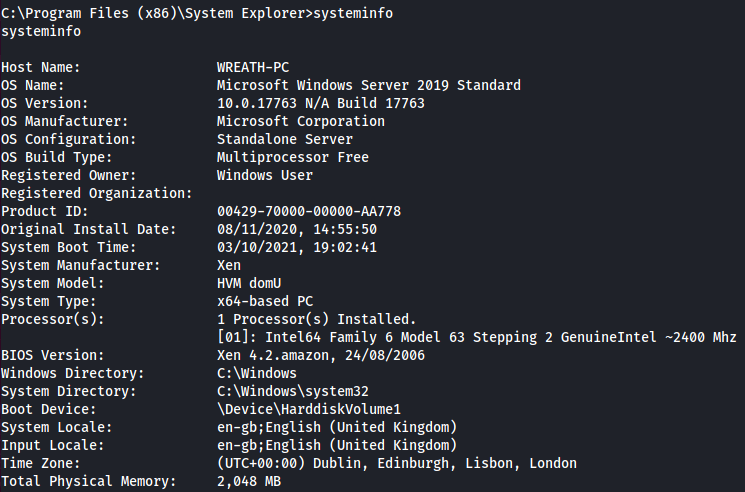 C:\Program Files (x86)\System Explorer>systeminfo
systeminfo

Host Name:                 WREATH-PC
OS Name:                   Microsoft Windows Server 2019 Standard
OS Version:                10.0.17763 N/A Build 17763
OS Manufacturer:           Microsoft Corporation
OS Configuration:          Standalone Server
OS Build Type:             Multiprocessor Free
Registered Owner:          Windows User
Registered Organization:
Product ID:                00429-70000-00000-AA778
Original Install Date:     08/11/2020, 14:55:50
System Boot Time:          03/10/2021, 19:02:41
System Manufacturer:       Xen
System Model:              HVM domU
System Type:               x64-based PC
Processor(s):              1 Processor(s) Installed.
                           [01]: Intel64 Family 6 Model 63 Stepping 2 GenuineIntel ~2400 Mhz
BIOS Version:              Xen 4.2.amazon, 24/08/2006
Windows Directory:         C:\Windows
System Directory:          C:\Windows\system32
Boot Device:               \Device\HarddiskVolume1
System Locale:             en-gb;English (United Kingdom)
Input Locale:              en-gb;English (United Kingdom)
Time Zone:                 (UTC+00:00) Dublin, Edinburgh, Lisbon, London
Total Physical Memory:     2,048 MB